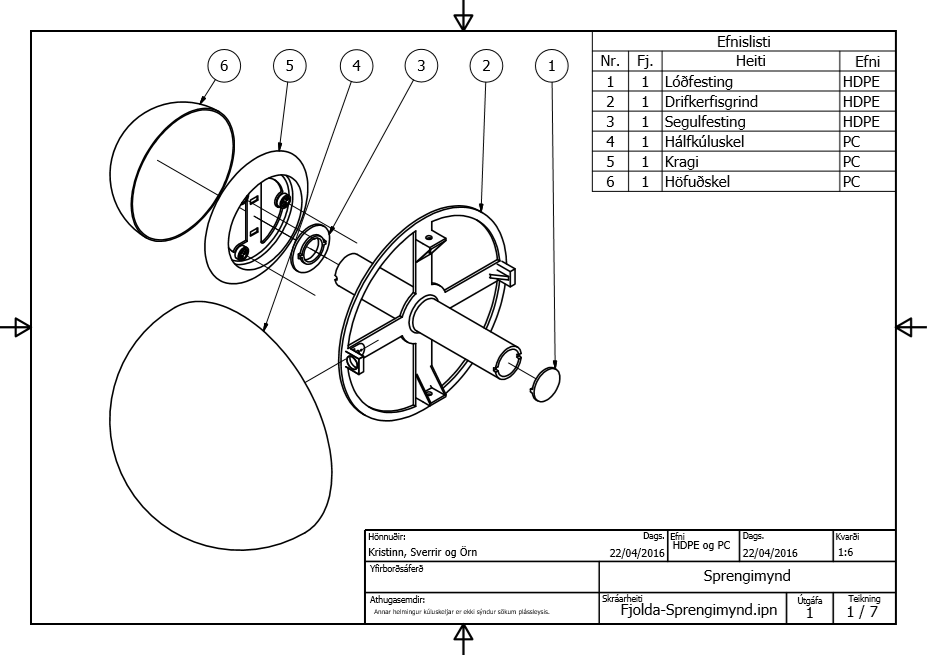 Efnislisti
Nr. Fj. Heiti Efni
1 1 Lóðfesting HDPE
2 1 Drifkerfisgrind HDPE
3 1 Segulfesting HDPE
4 1 Hálfkúluskel PC
5 1 Kragi PC
6 1 Höfuðskel PC
6 5 4 3 2 1
Hönnuðir: Dags. Efni Dags. Kvarði
Kristinn, Sverrir og Örn 22/04/2016 HDPE og PC 22/04/2016 1:6
Yfirborðsáferð
Sprengimynd
Athugasemdir: Skráarheiti Útgáfa Teikning
Annar helmingur kúluskeljar er ekki sýndur sökum plássleysis. Fjolda-Sprengimynd.ipn 1 1 / 7